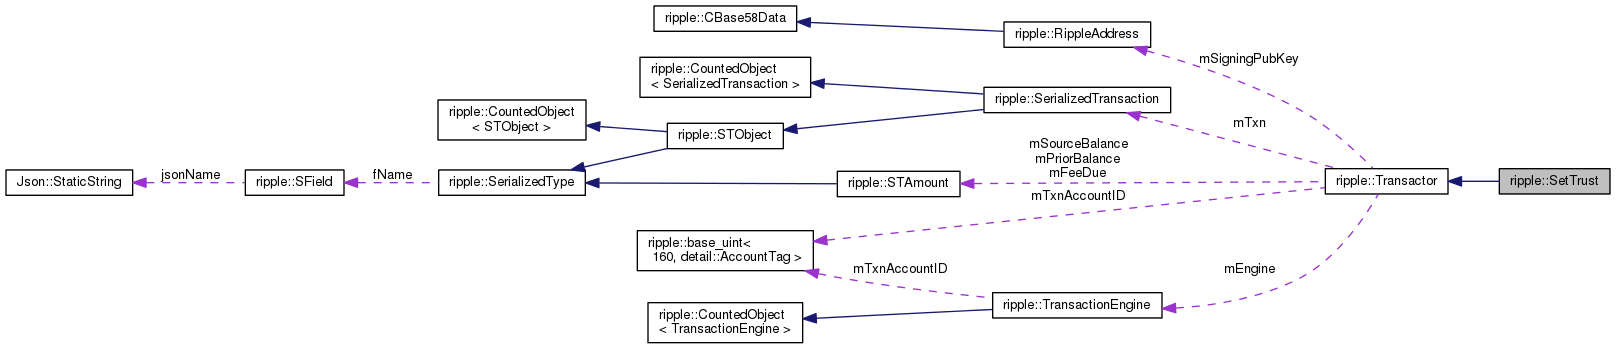 ripple::CBase58Data
ripple::RippleAddress
mSigningPubKey
ripple::CountedObject
< SerializedTransaction >
ripple::SerializedTransaction
ripple::CountedObject
< STObject >
mTxn
ripple::STObject
mSourceBalance
mPriorBalance
mFeeDue
Json::StaticString
jsonName
ripple::SField
fName
ripple::SerializedType
ripple::STAmount
ripple::Transactor
ripple::SetTrust
mTxnAccountID
ripple::base_uint<
160, detail::AccountTag >
mTxnAccountID
mEngine
ripple::TransactionEngine
ripple::CountedObject
< TransactionEngine >